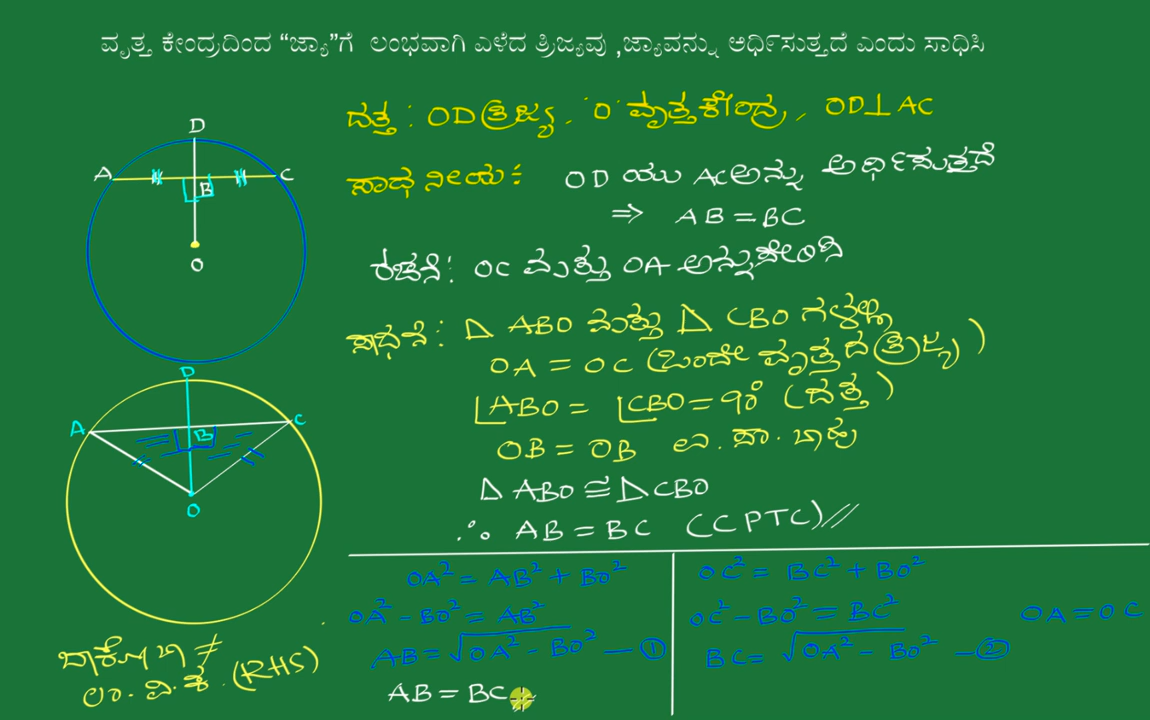 ವೃತ್ತ ಕೇಂದ್ರದಿಂದ “ಜ್ಯಾ”ಗೆ ಲಂಭವಾಗಿ ಎಳೆದ ತ್ರಿಜ್ಯವು ,ಜ್ಯಾವನ್ನು ಅರ್ಧಿಸುತ್ತದೆ ಎಂದು ಸಾಧಿಸಿ
ದತ್ತ : OD ತ್ರಿಜ್ಯ, 'O' ವೃತ್ತಕೇಂದ್ರ, OD⊥AC
ಸಾಧನೀಯ: OD ಯು AC ಅನ್ನು ಅರ್ಧಿಸುತ್ತದೆ
⇒ AB = BC
ರಚನೆ: OC ಮತ್ತು OA ಅನ್ನು ಸೇರಿಸಿ
ಸಾಧನೆ: △ ABO ಮತ್ತು △ CBO ಗಳಲ್ಲಿ
OA = OC (ಒಂದೇ ವೃತ್ತದ ತ್ರಿಜ್ಯ)
∟ABO = ∟CBO = 90° (ದತ್ತ)
OB = OB ಉ. ಸಾ. ಬಾಹು
△ ABO ≅ △ CBO
∴ AB = BC (CPTC)//
D
A
B
C
O
D
A
B
C
O
OA² = AB² + BO²
OA² - BO² = AB²
AB = √OA² - BO² — ①
AB = BC
OC² = BC² + BO²
OC² - BO² = BC²
BC = √OA² - BO² — ②
OA = OC
(RHS)
ಲಂ. ವಿ. ಕ.